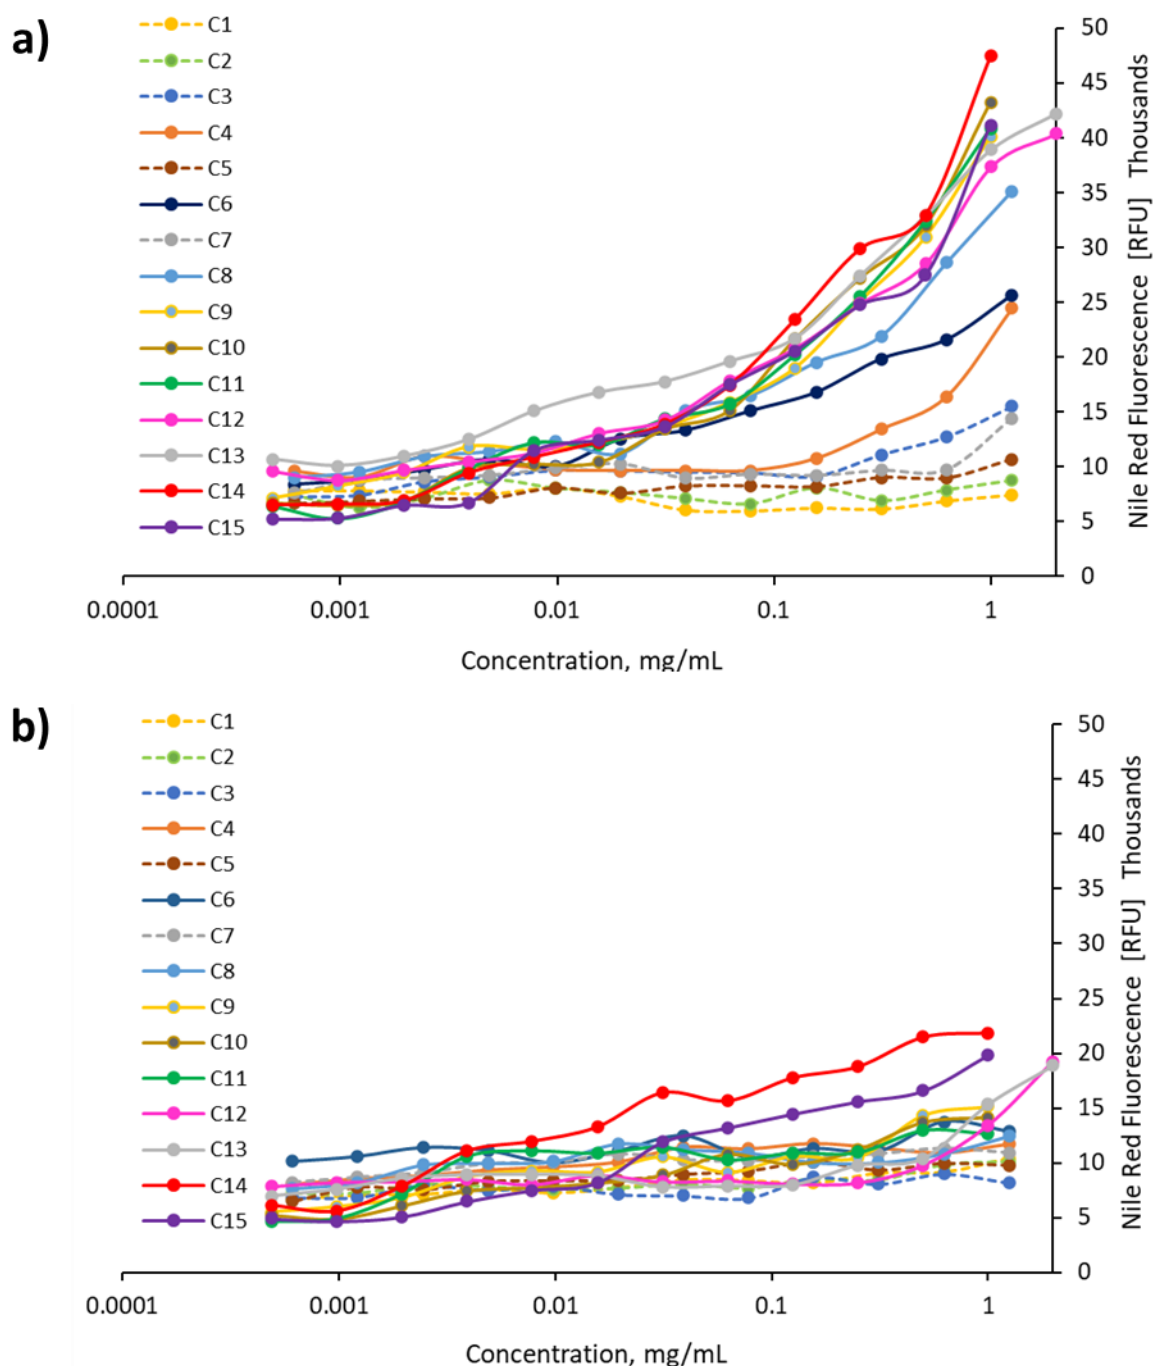 a)
C1
C2
C3
C4
C5
C6
C7
C8
C9
C10
C11
C12
C13
C14
C15
50
45
40
35
30
25
20
15
10
5
0
Nile Red Fluorescence [RFU] Thousands
0.0001 0.001 0.01 0.1 1
Concentration, mg/mL
b)
C1
C2
C3
C4
C5
C6
C7
C8
C9
C10
C11
C12
C13
C14
C15
50
45
40
35
30
25
20
15
10
5
0
Nile Red Fluorescence [RFU] Thousands
0.0001 0.001 0.01 0.1 1
Concentration, mg/mL